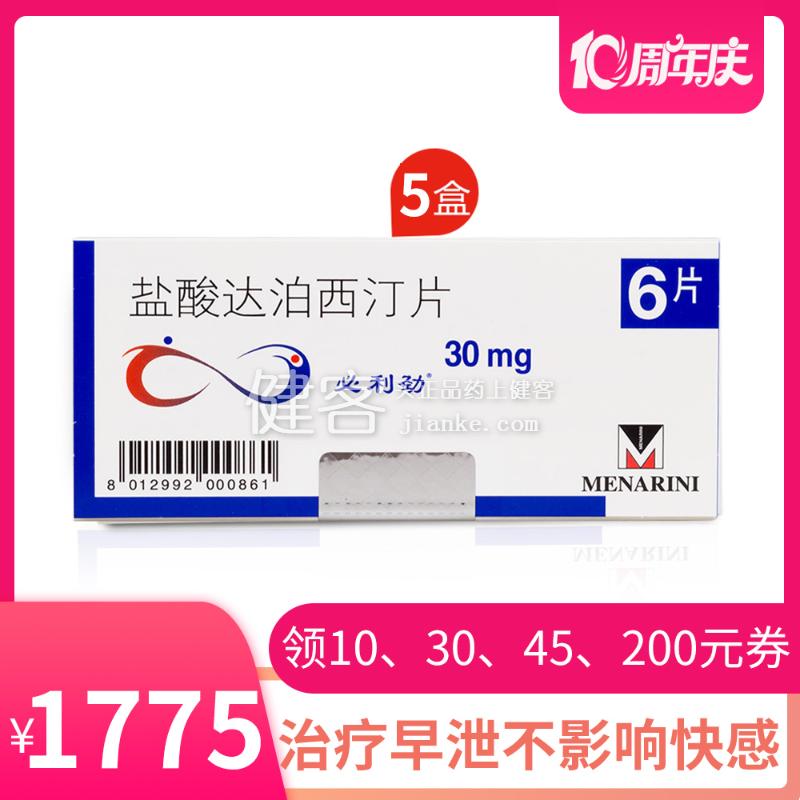 10周年庆
5盒
盐酸达泊西汀片
6片
30 mg
必利劲®
健客
买正品药上健客
jianke.com
8 012992 000861
MENARINI
MENARINI
领10、30、45、200元券
¥1775
治疗早泄不影响快感